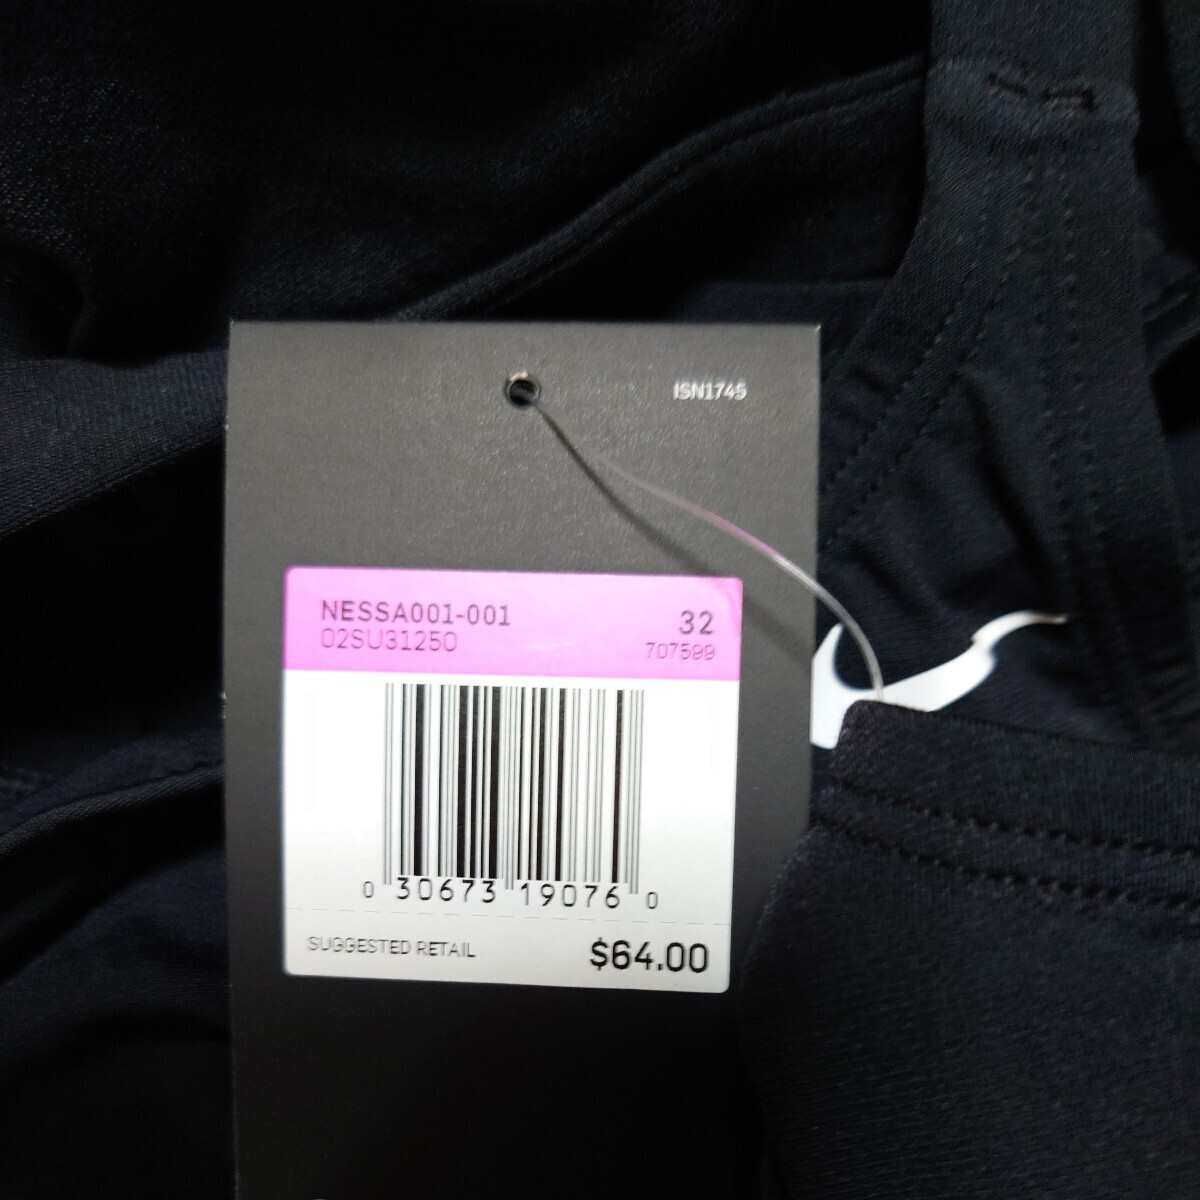 ISN1745
NESSA001-001 32
02SU31250 707599
0 30673 19076 0
SUGGESTED RETAIL $64.00